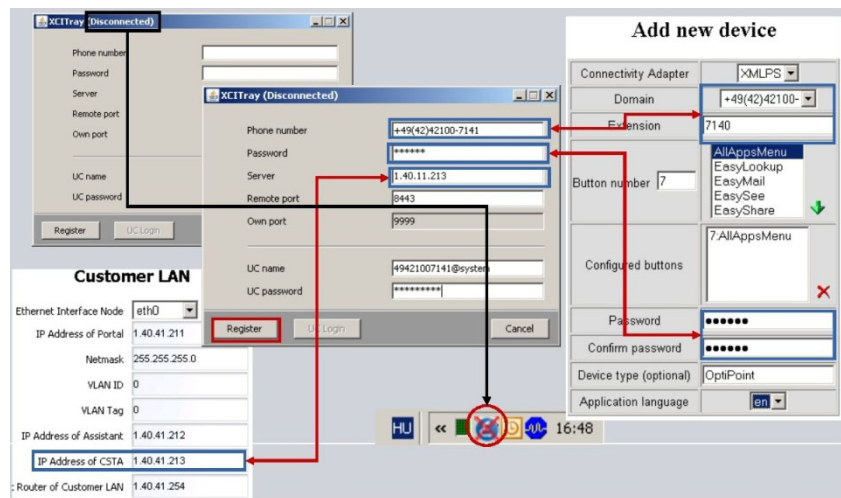 XCITray (Disconnected)
Phone number
Password
Server
Remote port
Own port
UC name
UC password
Register
UC Login
XCITray (Disconnected)
Phone number
+49(42)42100-7141
Password
******
Server
1.40.11.213
Remote port
8443
Own port
9999
UC name
49421007141@system
UC password
*********
Register
UC Login
Cancel
Add new device
Connectivity Adapter
XMLPS
Domain
+49(42)42100-
Extension
7140
Button number
7
AllAppsMenu
EasyLookup
EasyMail
EasySee
EasyShare
Configured buttons
7:AllAppsMenu
Password
●●●●●●
Confirm password
●●●●●●
Device type (optional)
OptiPoint
Application language
en
Customer LAN
Ethernet Interface Node
eth0
IP Address of Portal
1.40.41.211
Netmask
255.255.255.0
VLAN ID
0
VLAN Tag
0
IP Address of Assistant
1.40.41.212
IP Address of CSTA
1.40.41.213
: Router of Customer LAN
1.40.41.254
HU
«
16:48